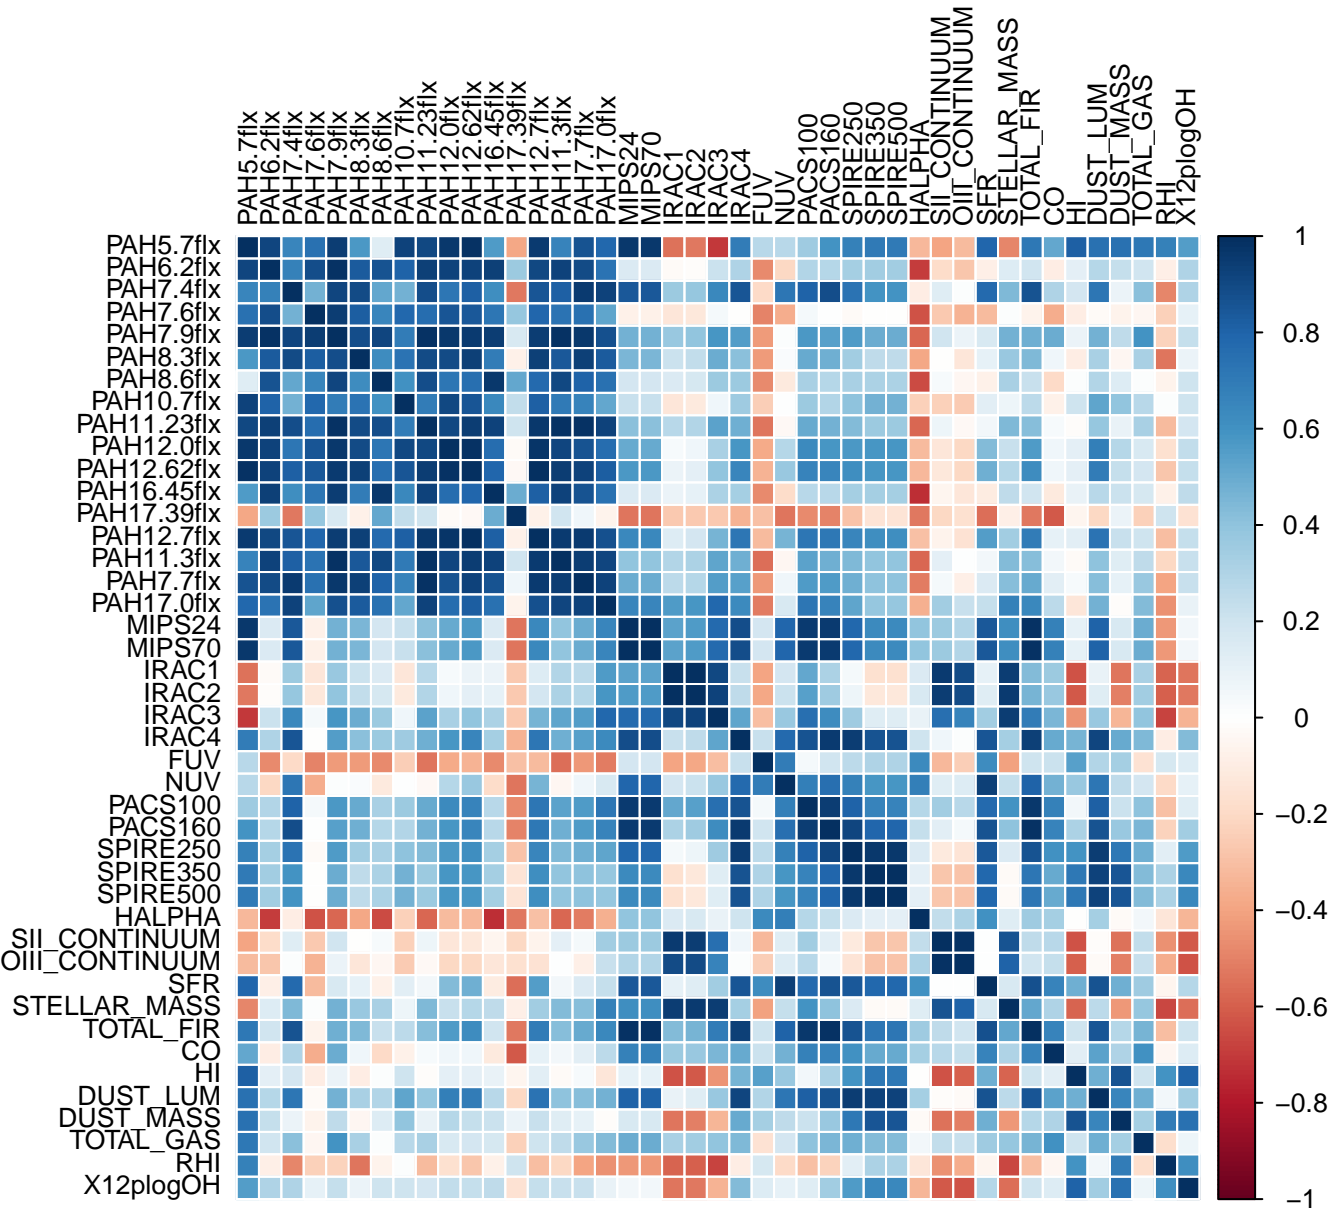 PAH5.7flx
PAH6.2flx
PAH7.4flx
PAH7.6flx
PAH7.9flx
PAH8.3flx
PAH8.6flx
PAH10.7flx
PAH11.23flx
PAH12.0flx
PAH12.62flx
PAH16.45flx
PAH17.39flx
PAH12.7flx
PAH11.3flx
PAH7.7flx
PAH17.0flx
MIPS24
MIPS70
IRAC1
IRAC2
IRAC3
IRAC4
FUV
NUV
PACS100
PACS160
SPIRE250
SPIRE350
SPIRE500
HALPHA
SII_CONTINUUM
OIII_CONTINUUM
SFR
STELLAR_MASS
TOTAL_FIR
CO
HI
DUST_LUM
DUST_MASS
TOTAL_GAS
RHI
X12plogOH
PAH5.7flx
PAH6.2flx
PAH7.4flx
PAH7.6flx
PAH7.9flx
PAH8.3flx
PAH8.6flx
PAH10.7flx
PAH11.23flx
PAH12.0flx
PAH12.62flx
PAH16.45flx
PAH17.39flx
PAH12.7flx
PAH11.3flx
PAH7.7flx
PAH17.0flx
MIPS24
MIPS70
IRAC1
IRAC2
IRAC3
IRAC4
FUV
NUV
PACS100
PACS160
SPIRE250
SPIRE350
SPIRE500
HALPHA
SII_CONTINUUM
OIII_CONTINUUM
SFR
STELLAR_MASS
TOTAL_FIR
CO
HI
DUST_LUM
DUST_MASS
TOTAL_GAS
RHI
X12plogOH
1
0.8
0.6
0.4
0.2
0
−0.2
−0.4
−0.6
−0.8
−1